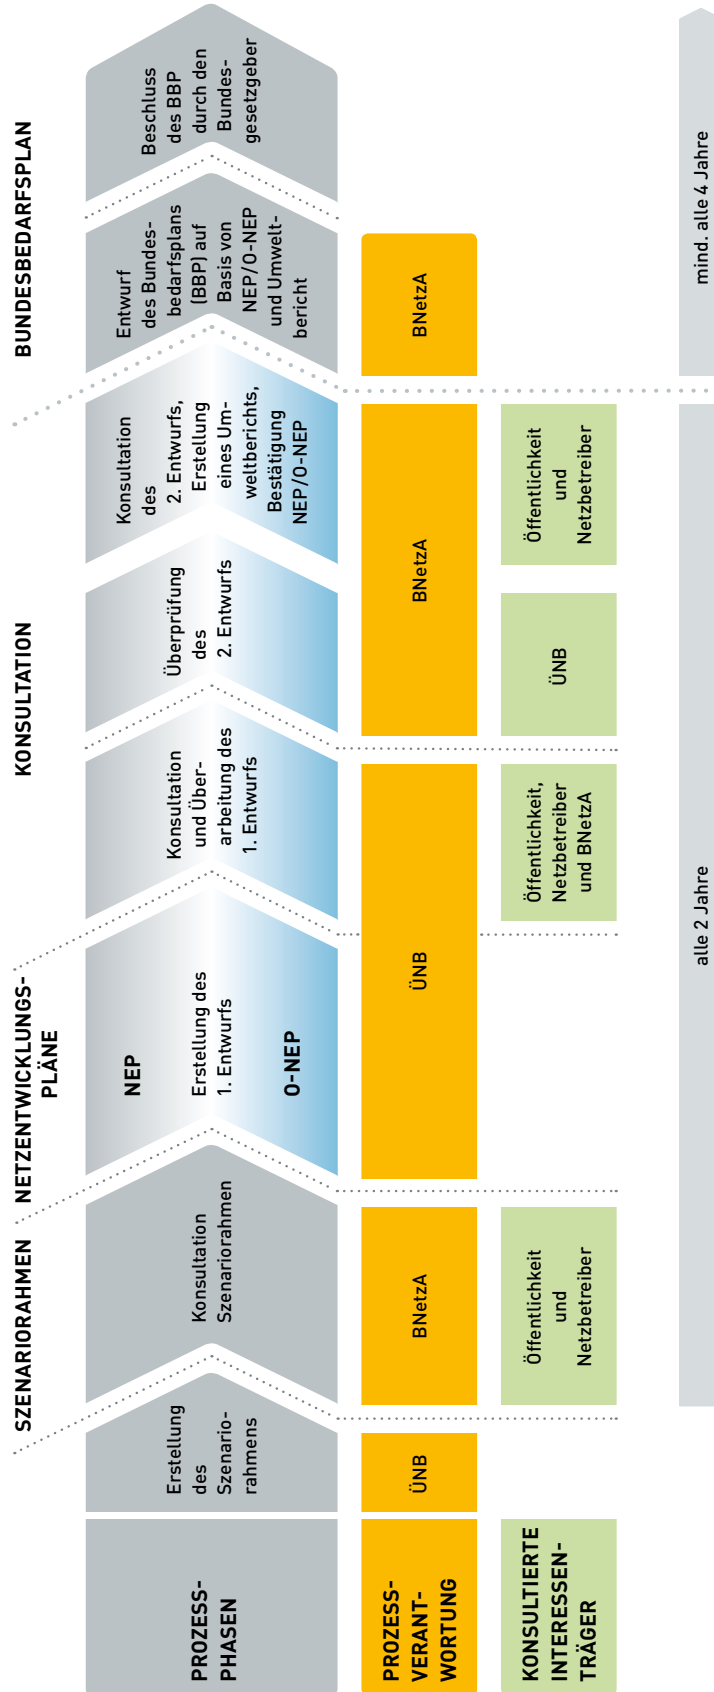 SZENARIORAHMEN
NETZENTWICKLUNGS-
PLÄNE
KONSULTATION
BUNDESBEDARFSPLAN
PROZESS-
PHASEN
Erstellung
des
Szenario-
rahmens
Konsultation
Szenariorahmen
NEP
Erstellung des
1. Entwurfs
O-NEP
Konsultation
und Über-
arbeitung des
1. Entwurfs
Überprüfung
des
2. Entwurfs
Konsultation
des
2. Entwurfs,
Erstellung
eines Um-
weltberichts,
Bestätigung
NEP/O-NEP
Entwurf
des Bundes-
bedarfsplans
(BBP) auf
Basis von
NEP/O-NEP
und Umwelt-
bericht
Beschluss
des BBP
durch den
Bundes-
gesetzgeber
PROZESS-
VERANT-
WORTUNG
ÜNB
BNetzA
ÜNB
BNetzA
BNetzA
KONSULTIERTE
INTERESSEN-
TRÄGER
Öffentlichkeit
und
Netzbetreiber
Öffentlichkeit,
Netzbetreiber
und BNetzA
ÜNB
Öffentlichkeit
und
Netzbetreiber
alle 2 Jahre
mind. alle 4 Jahre